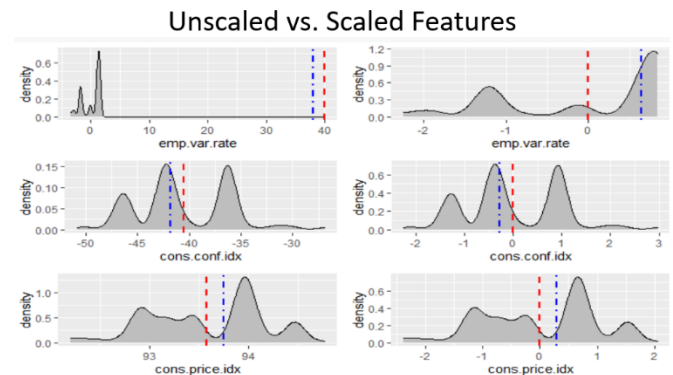 Unscaled vs. Scaled Features
density
0.6
0.4
0.2
0.0
0 10 20 30 40
emp.var.rate
density
1.2
0.9
0.6
0.3
0.0
-2 -1 0
emp.var.rate
density
0.15
0.10
0.05
0.00
-50 -45 -40 -35 -30
cons.conf.idx
density
0.6
0.4
0.2
0.0
-2 -1 0 1 2 3
cons.conf.idx
density
1.0
0.5
0.0
93 94
cons.price.idx
density
0.6
0.4
0.2
0.0
-2 -1 0 1 2
cons.price.idx